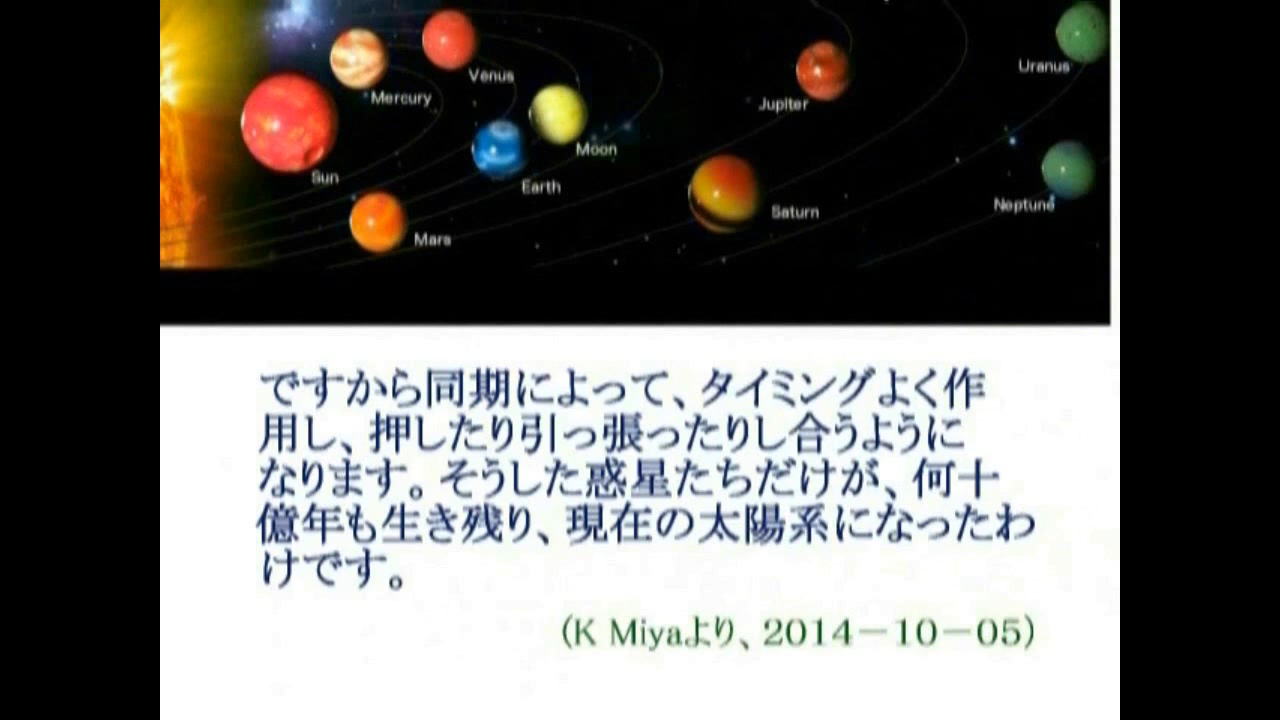 Venus
Mercury
Uranus
Jupiter
Moon
Sun
Earth
Neptune
Saturn
Mars
ですから同期によって、タイミングよく作
用し、押したり引っ張ったりし合うように
なります。そうした惑星たちだけが、何十
億年も生き残り、現在の太陽系になったわ
けです。
(K Miyaより、2014－10－05)